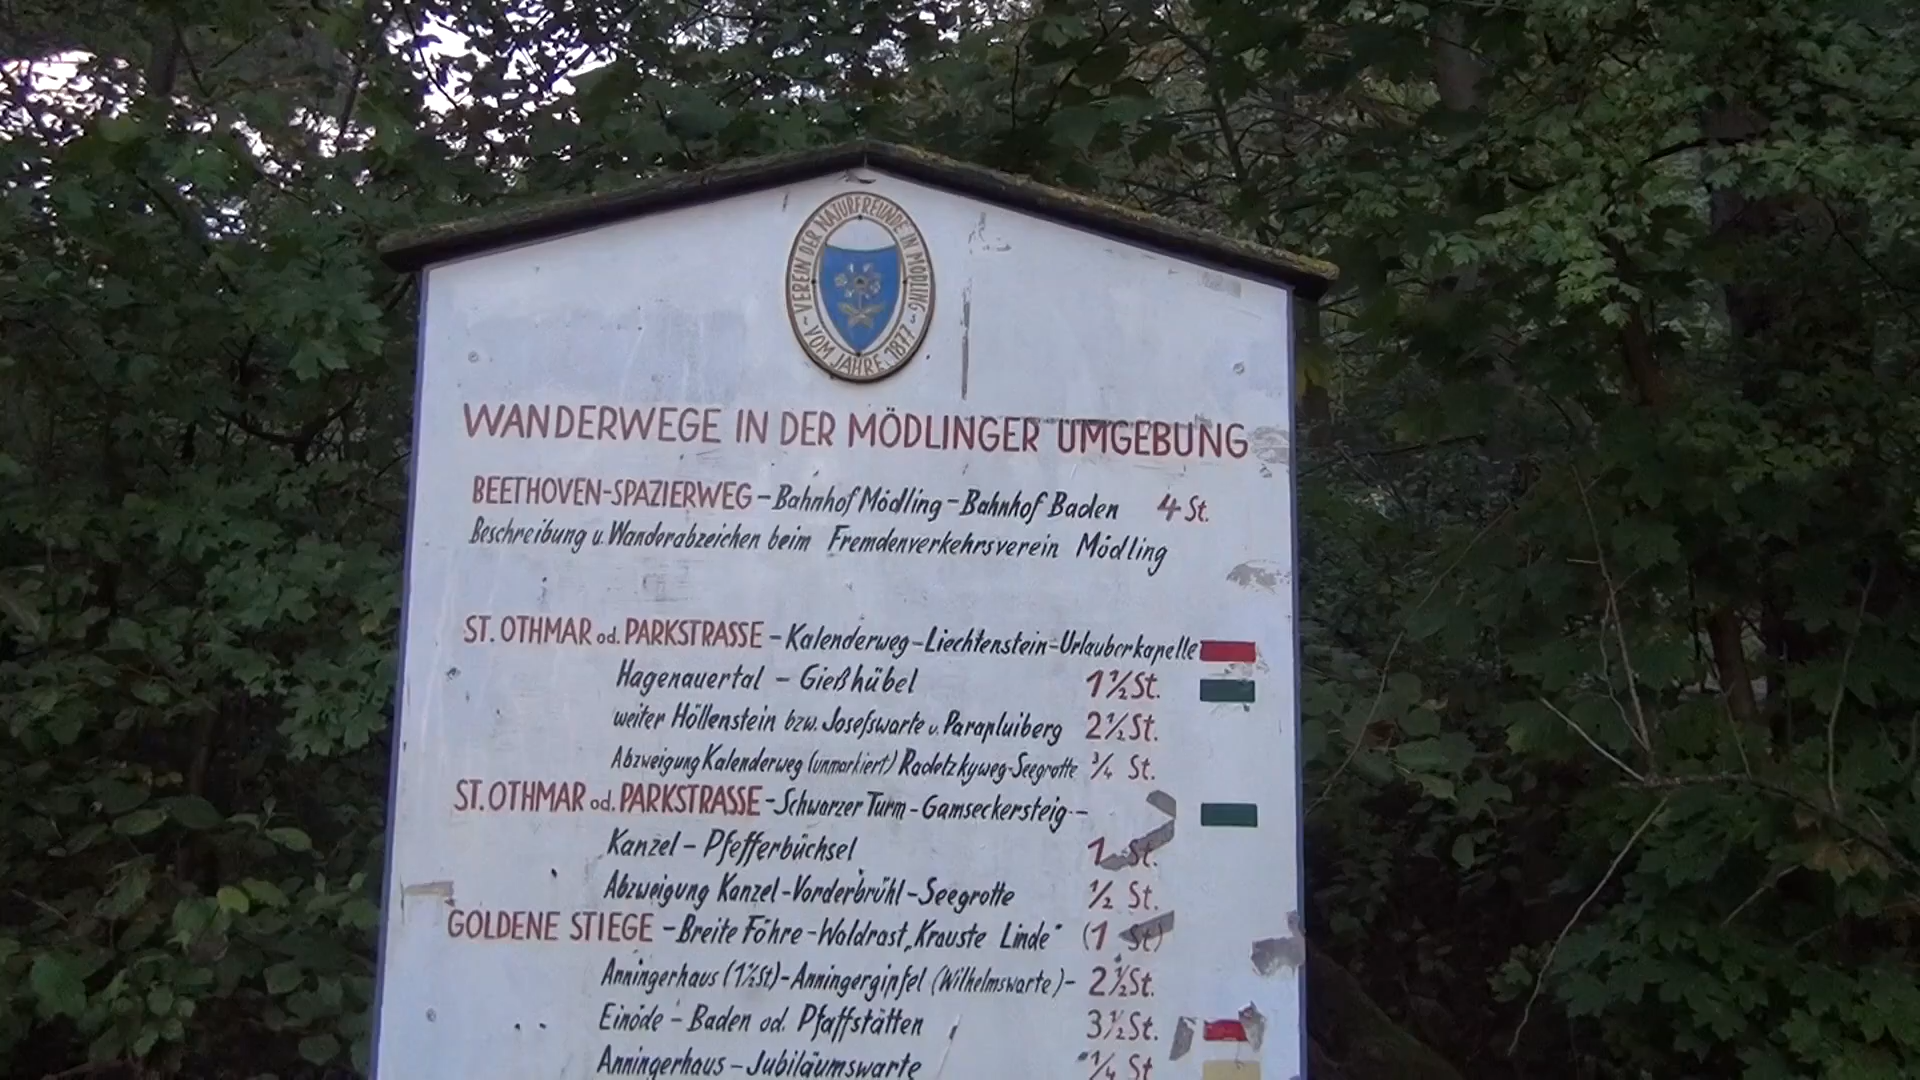 ~ VEREIN DER NATURFREUNDE IN MÖDLING ~
VOM JAHRE 1877
WANDERWEGE IN DER MÖDLINGER UMGEBUNG
BEETHOVEN-SPAZIERWEG – Bahnhof Mödling – Bahnhof Baden 4 St.
Beschreibung u. Wanderabzeichen beim Fremdenverkehrsverein Mödling
ST. OTHMAR od. PARKSTRASSE – Kalenderweg – Liechtenstein – Urlauberkapelle
Hagenauertal – Gießhübel 1½ St.
weiter Höllenstein bzw. Josefswarte u. Parapluiberg 2½ St.
Abzweigung Kalenderweg (unmarkiert) Radetzkyweg-Seegrotte ¾ St.
ST. OTHMAR od. PARKSTRASSE – Schwarzer Turm – Gamseckersteig –
Kanzel – Pfefferbüchsel 1 St.
Abzweigung Kanzel – Vorderbrühl – Seegrotte ½ St.
GOLDENE STIEGE – Breite Föhre – Waldrast „Krauste Linde" (1 St)
Anningerhaus (1½ St) – Anningergipfel (Wilhelmswarte) – 2½ St.
Einöde – Baden od. Pfaffstätten 3½ St.
Anningerhaus – Jubiläumswarte ¼ St